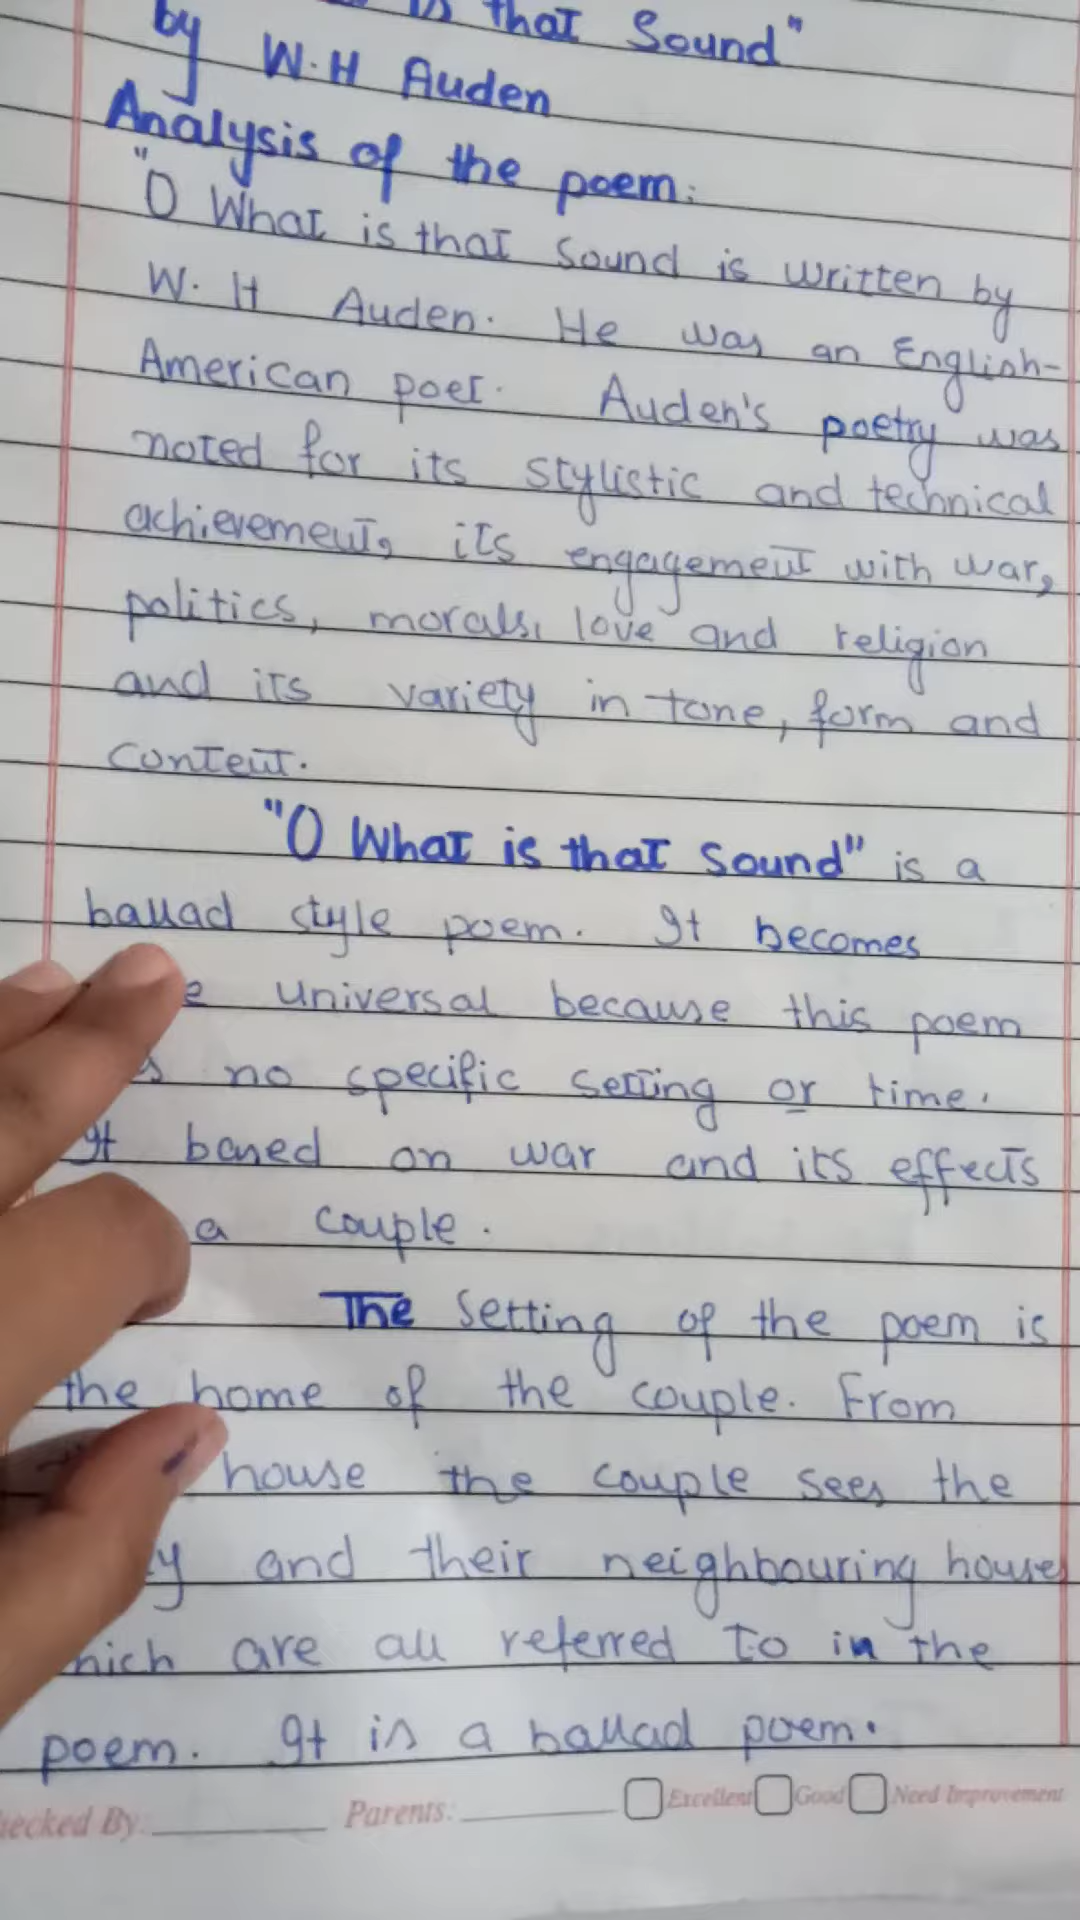 is that Sound"
by W.H Auden
Analysis of the poem:
"O What is that Sound is written by
W. H Auden. He was an English-
American poet. Auden's poetry was
noted for its stylistic and technical
achievement, its engagement with war,
politics, morals, love and religion
and its variety in tone, form and
content.
"O What is that Sound" is a
ballad style poem. It becomes
universal because this poem
no specific setting or time.
It based on war and its effects
a couple.
The Setting of the poem is
the home of the couple. From
house the couple sees the
and their neighbouring house
which are all referred to in the
poem. It is a ballad poem.
Checked By: Parents: Excellent Good Need Improvement